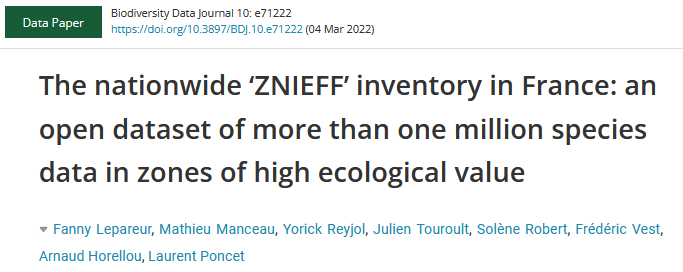 Data Paper
Biodiversity Data Journal 10: e71222
https://doi.org/10.3897/BDJ.10.e71222 (04 Mar 2022)
The nationwide ‘ZNIEFF’ inventory in France: an
open dataset of more than one million species
data in zones of high ecological value
Fanny Lepareur, Mathieu Manceau, Yorick Reyjol, Julien Touroult, Solène Robert, Frédéric Vest,
Arnaud Horellou, Laurent Poncet